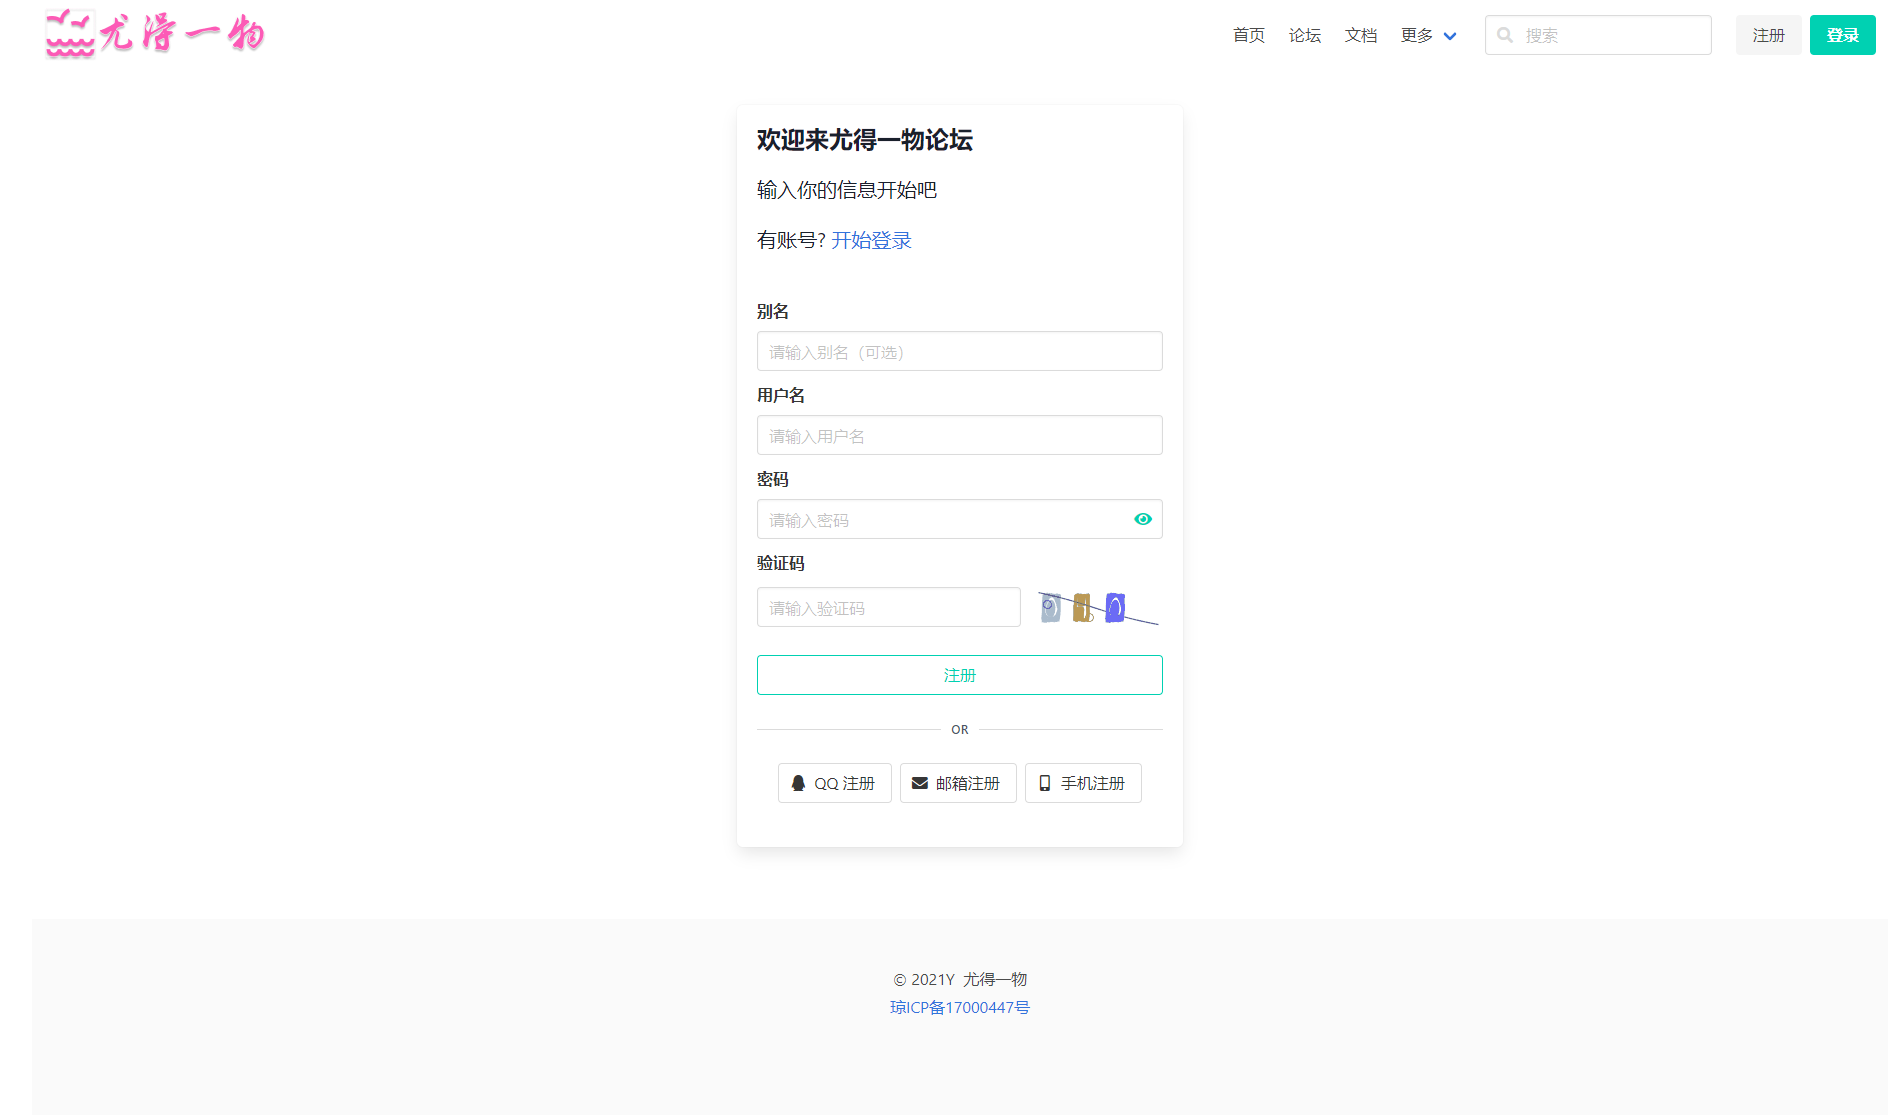 尤得一物
首页 论坛 文档 更多 搜索 注册 登录
欢迎来尤得一物论坛
输入你的信息开始吧
有账号? 开始登录
别名
请输入别名（可选）
用户名
请输入用户名
密码
请输入密码
验证码
请输入验证码
注册
OR
QQ 注册 邮箱注册 手机注册
© 2021Y 尤得一物
琼ICP备17000447号